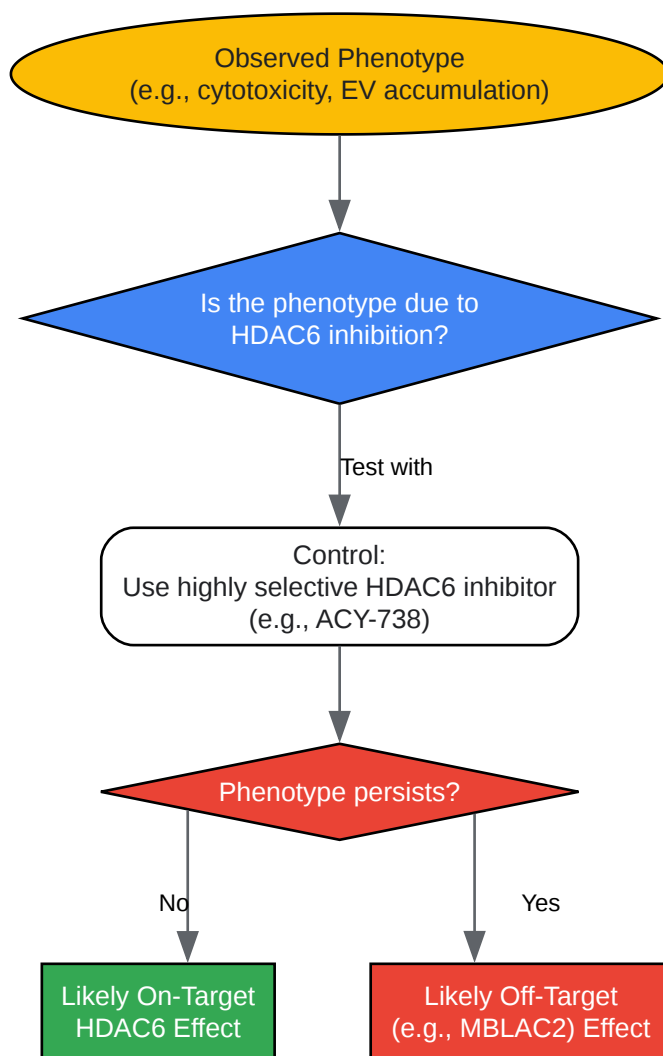 Observed Phenotype
(e.g., cytotoxicity, EV accumulation)
Is the phenotype due to
HDAC6 inhibition?
Test with
Control:
Use highly selective HDAC6 inhibitor
(e.g., ACY-738)
Phenotype persists?
No
Yes
Likely On-Target
HDAC6 Effect
Likely Off-Target
(e.g., MBLAC2) Effect